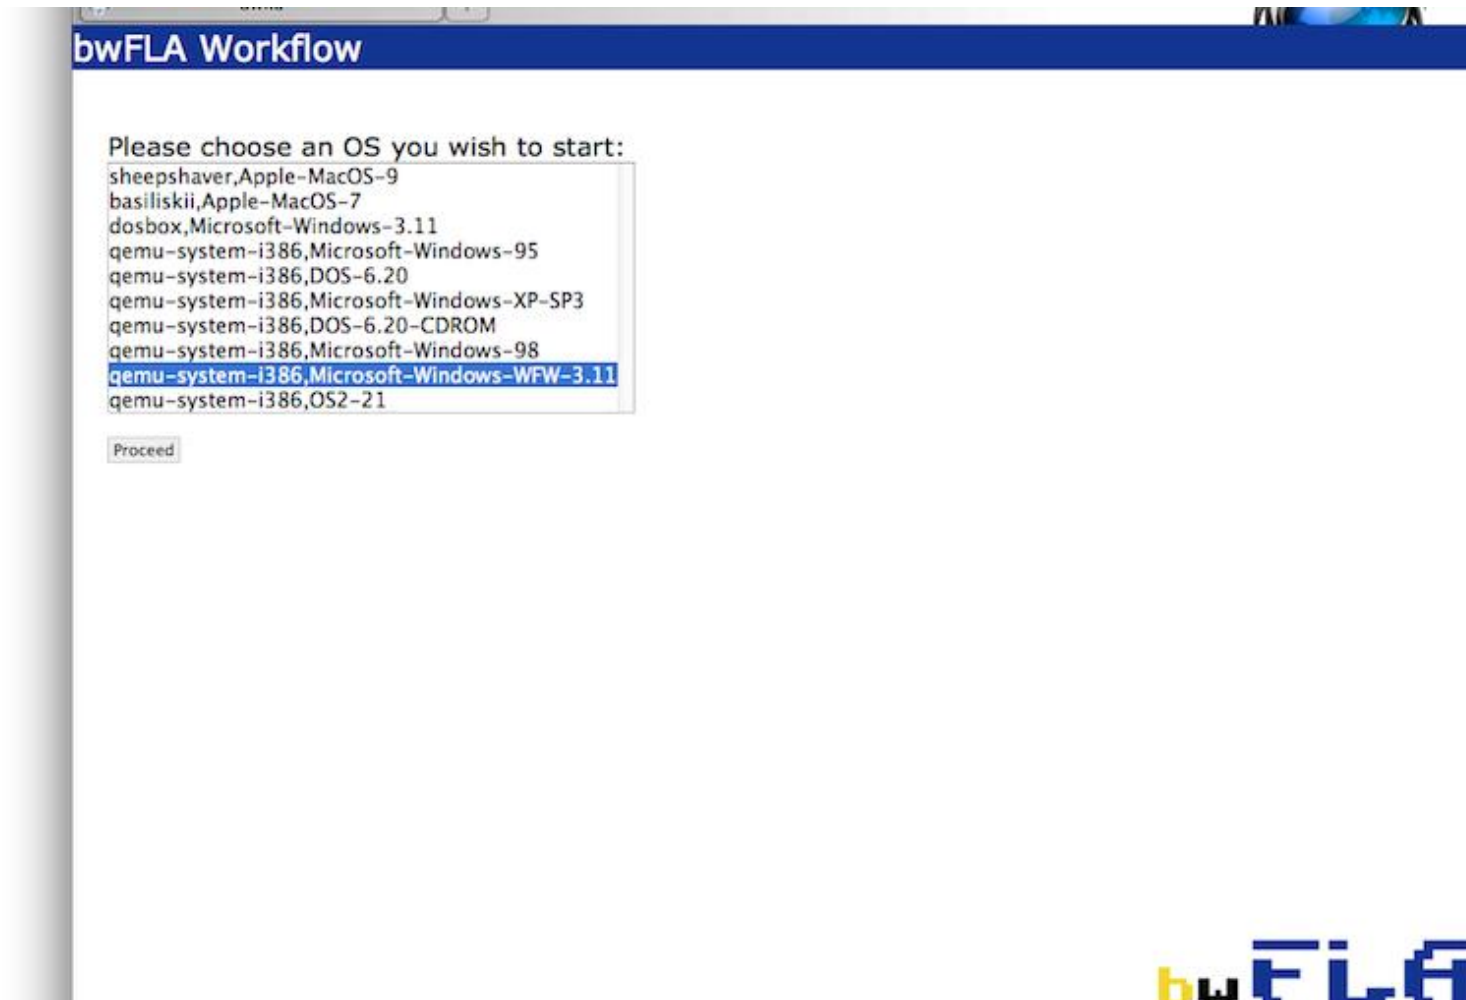 bwFLA Workflow
Please choose an OS you wish to start:
sheepshaver,Apple-MacOS-9
basiliskii,Apple-MacOS-7
dosbox,Microsoft-Windows-3.11
qemu-system-i386,Microsoft-Windows-95
qemu-system-i386,DOS-6.20
qemu-system-i386,Microsoft-Windows-XP-SP3
qemu-system-i386,DOS-6.20-CDROM
qemu-system-i386,Microsoft-Windows-98
qemu-system-i386,Microsoft-Windows-WFW-3.11
qemu-system-i386,OS2-21
Proceed
bwFLA